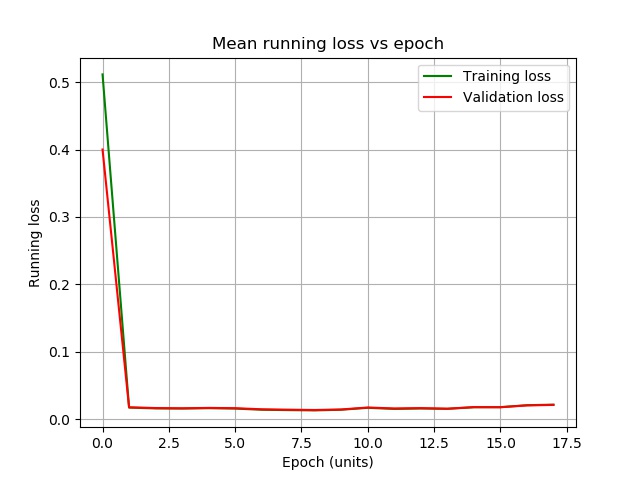 Mean running loss vs epoch
Training loss
Validation loss
Running loss
0.5
0.4
0.3
0.2
0.1
0.0
0.0 2.5 5.0 7.5 10.0 12.5 15.0 17.5
Epoch (units)